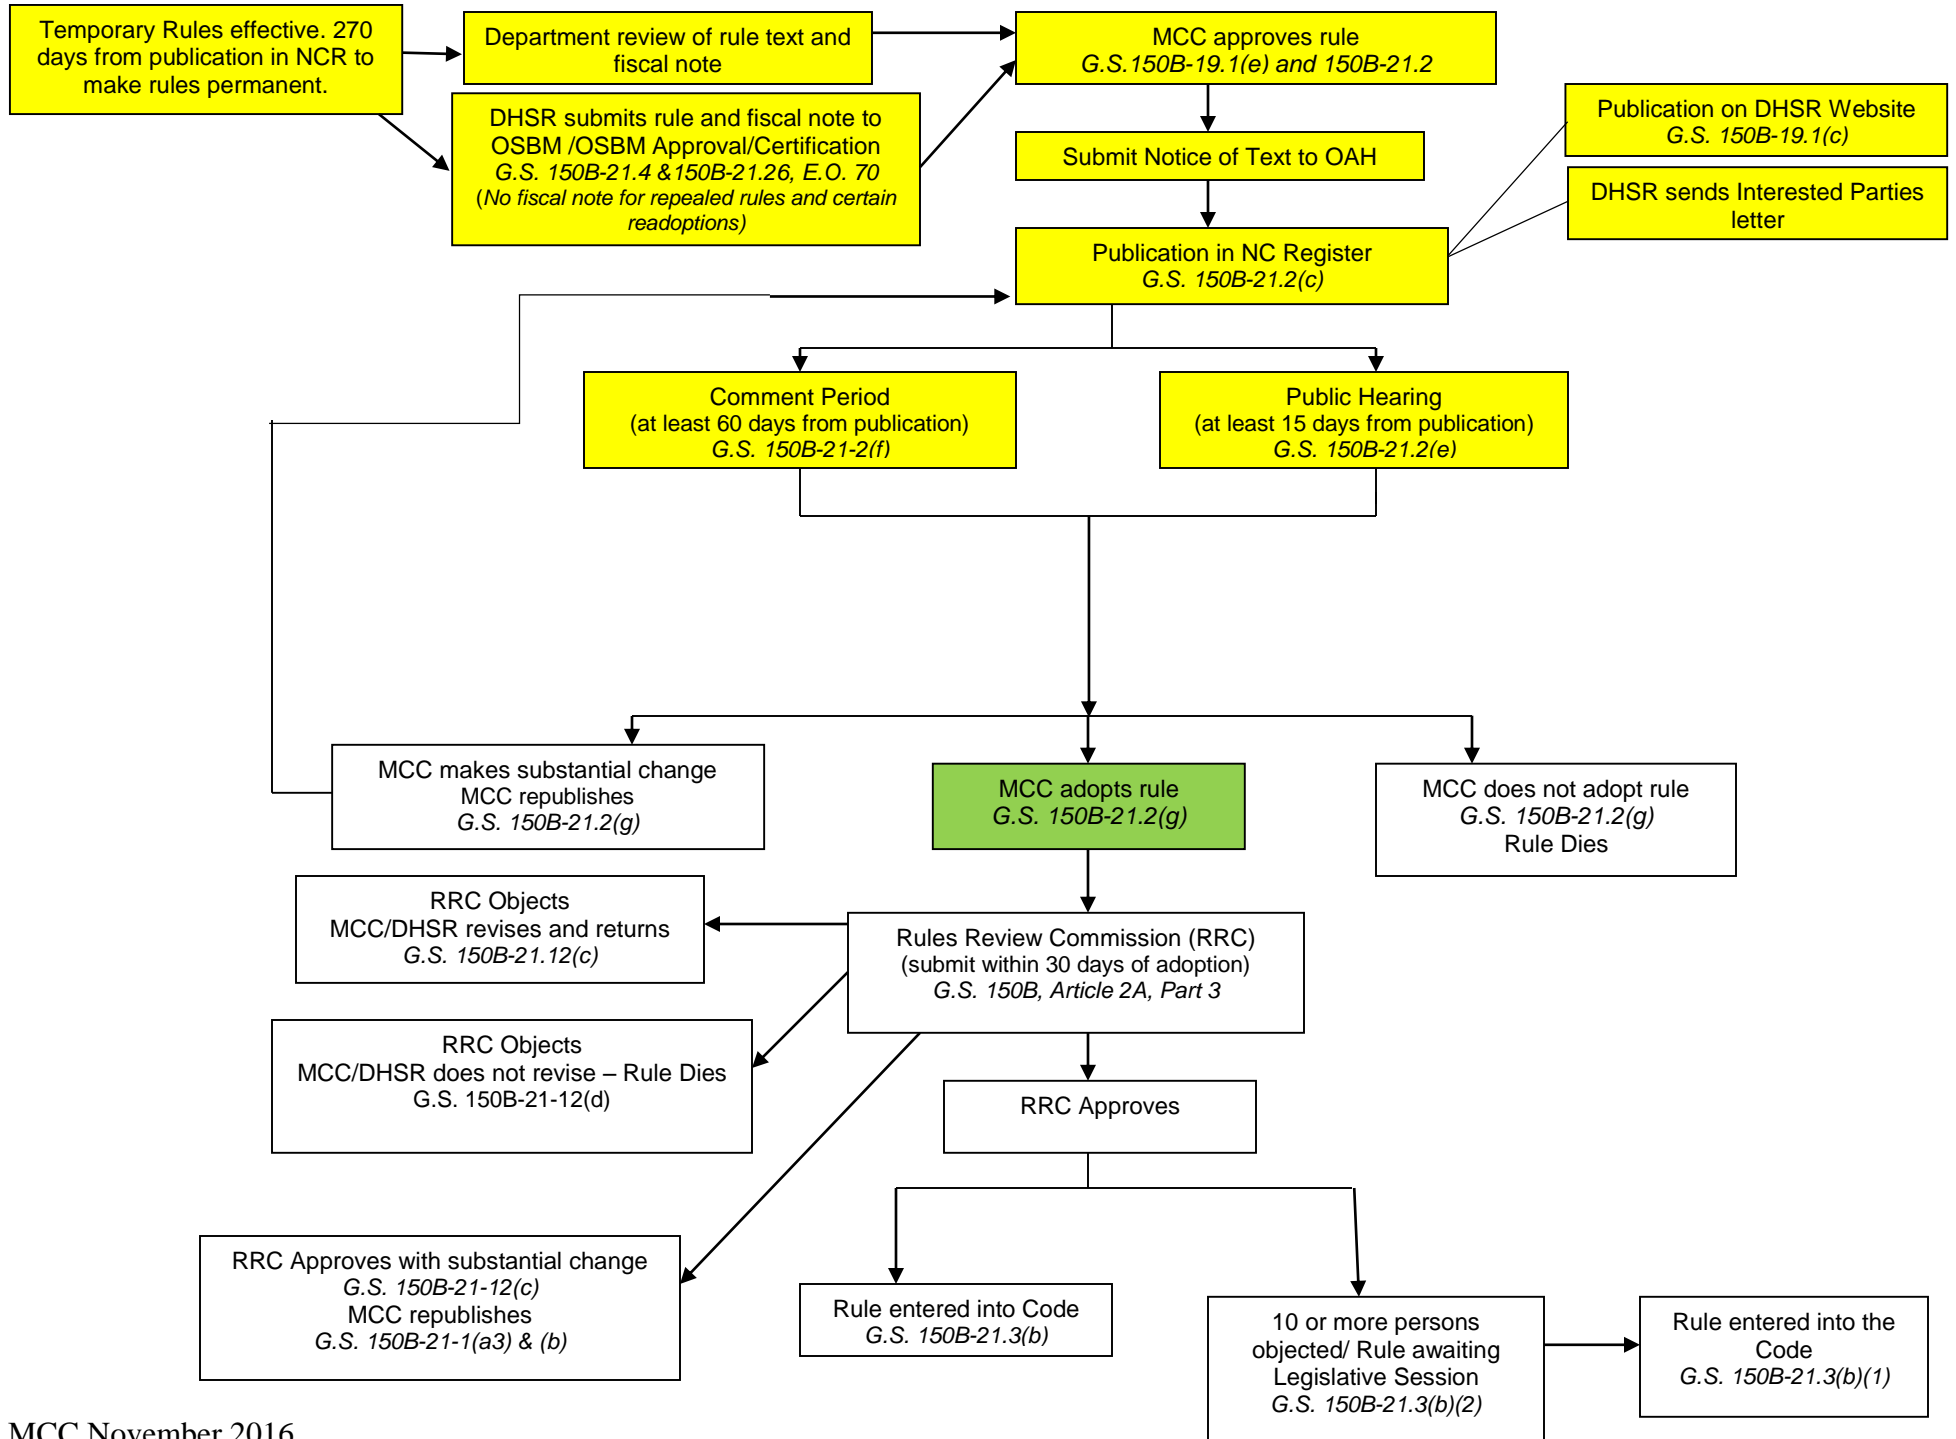 Temporary Rules effective. 270
days from publication in NCR to
make rules permanent.
Department review of rule text and
fiscal note
MCC approves rule
G.S.150B-19.1(e) and 150B-21.2
DHSR submits rule and fiscal note to
OSBM /OSBM Approval/Certification
G.S. 150B-21.4 &150B-21.26, E.O. 70
(No fiscal note for repealed rules and certain
readoptions)
Submit Notice of Text to OAH
Publication on DHSR Website
G.S. 150B-19.1(c)
DHSR sends Interested Parties
letter
Publication in NC Register
G.S. 150B-21.2(c)
Comment Period
(at least 60 days from publication)
G.S. 150B-21-2(f)
Public Hearing
(at least 15 days from publication)
G.S. 150B-21.2(e)
MCC makes substantial change
MCC republishes
G.S. 150B-21.2(g)
MCC adopts rule
G.S. 150B-21.2(g)
MCC does not adopt rule
G.S. 150B-21.2(g)
Rule Dies
RRC Objects
MCC/DHSR revises and returns
G.S. 150B-21.12(c)
Rules Review Commission (RRC)
(submit within 30 days of adoption)
G.S. 150B, Article 2A, Part 3
RRC Objects
MCC/DHSR does not revise – Rule Dies
G.S. 150B-21-12(d)
RRC Approves
RRC Approves with substantial change
G.S. 150B-21-12(c)
MCC republishes
G.S. 150B-21-1(a3) & (b)
Rule entered into Code
G.S. 150B-21.3(b)
10 or more persons
objected/ Rule awaiting
Legislative Session
G.S. 150B-21.3(b)(2)
Rule entered into the
Code
G.S. 150B-21.3(b)(1)
MCC November 2016